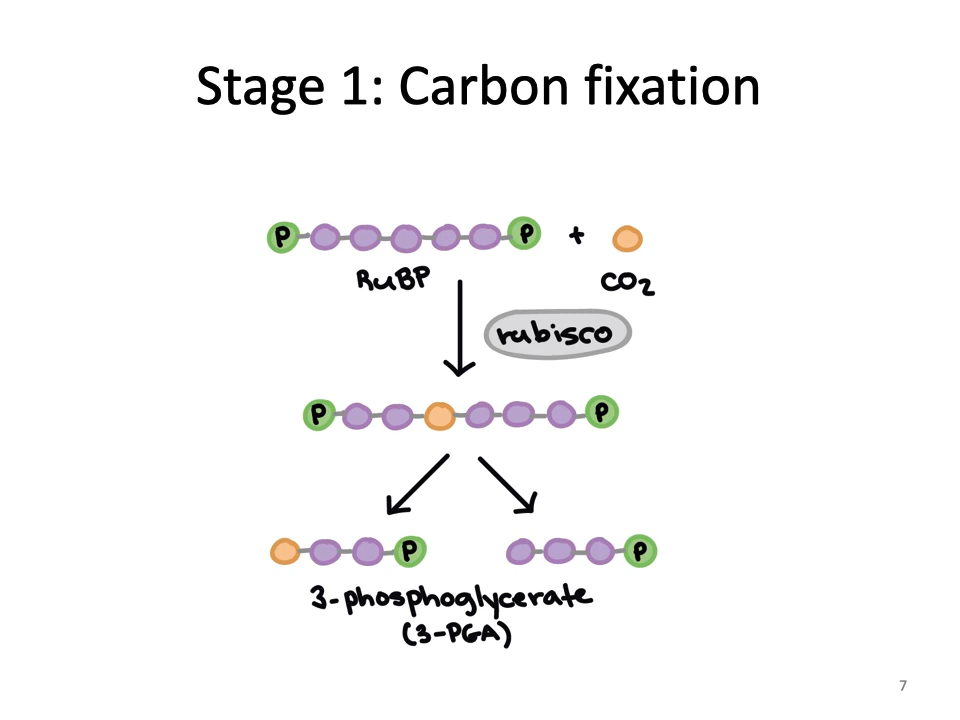 Stage 1: Carbon fixation
P P + 
RuBP CO₂
rubisco
P P
P P
3-phosphoglycerate
(3-PGA)
7